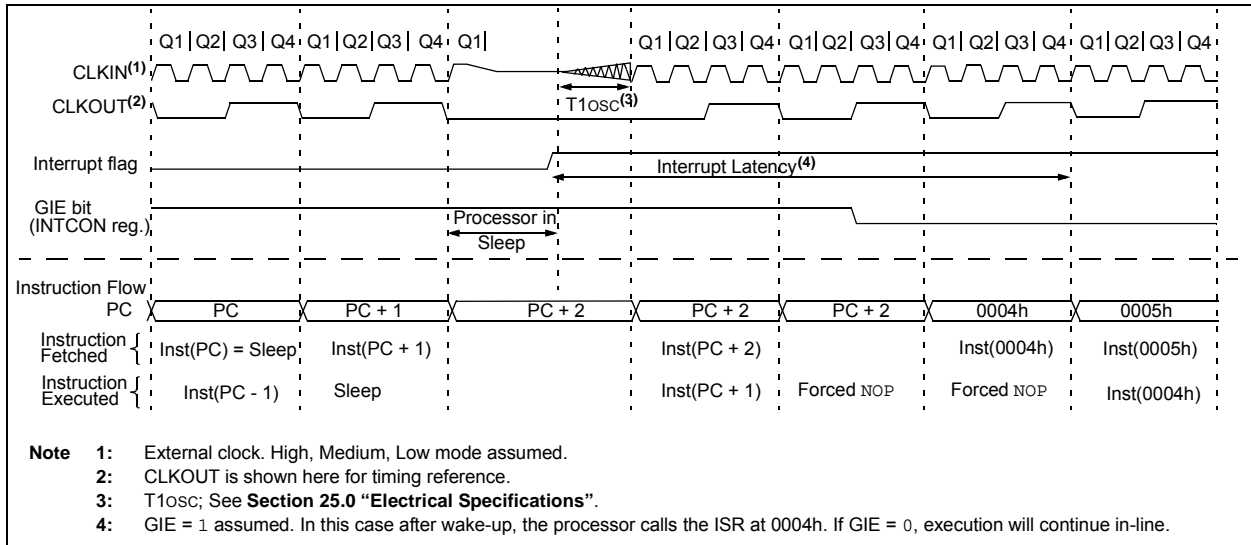 Q1 Q2 Q3 Q4 Q1 Q2 Q3 Q4 Q1 Q1 Q2 Q3 Q4 Q1 Q2 Q3 Q4 Q1 Q2 Q3 Q4 Q1 Q2 Q3 Q4
CLKIN(1)
CLKOUT(2)
T1OSC(3)
Interrupt flag
Interrupt Latency(4)
GIE bit
(INTCON reg.)
Processor in
Sleep
Instruction Flow
PC PC PC + 1 PC + 2 PC + 2 PC + 2 0004h 0005h
Instruction
Fetched
Inst(PC) = Sleep Inst(PC + 1) Inst(PC + 2) Inst(0004h) Inst(0005h)
Instruction
Executed
Inst(PC - 1) Sleep Inst(PC + 1) Forced NOP Forced NOP Inst(0004h)
Note 1: External clock. High, Medium, Low mode assumed.
2: CLKOUT is shown here for timing reference.
3: T1OSC; See Section 25.0 “Electrical Specifications”.
4: GIE = 1 assumed. In this case after wake-up, the processor calls the ISR at 0004h. If GIE = 0, execution will continue in-line.